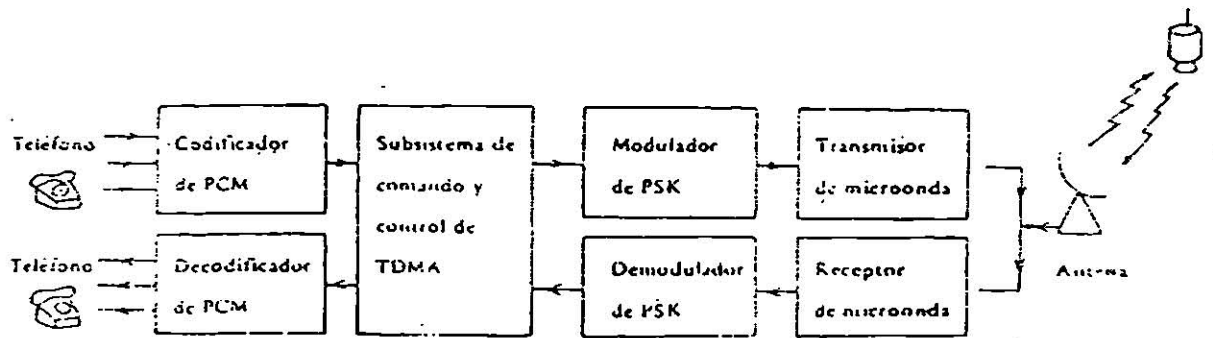 Teléfono
Codificador
de PCM
Subsistema de
comando y
control de
TDMA
Modulador
de PSK
Transmisor
de microonda
Teléfono
Decodificador
de PCM
Demodulador
de PSK
Receptor
de microonda
Antena